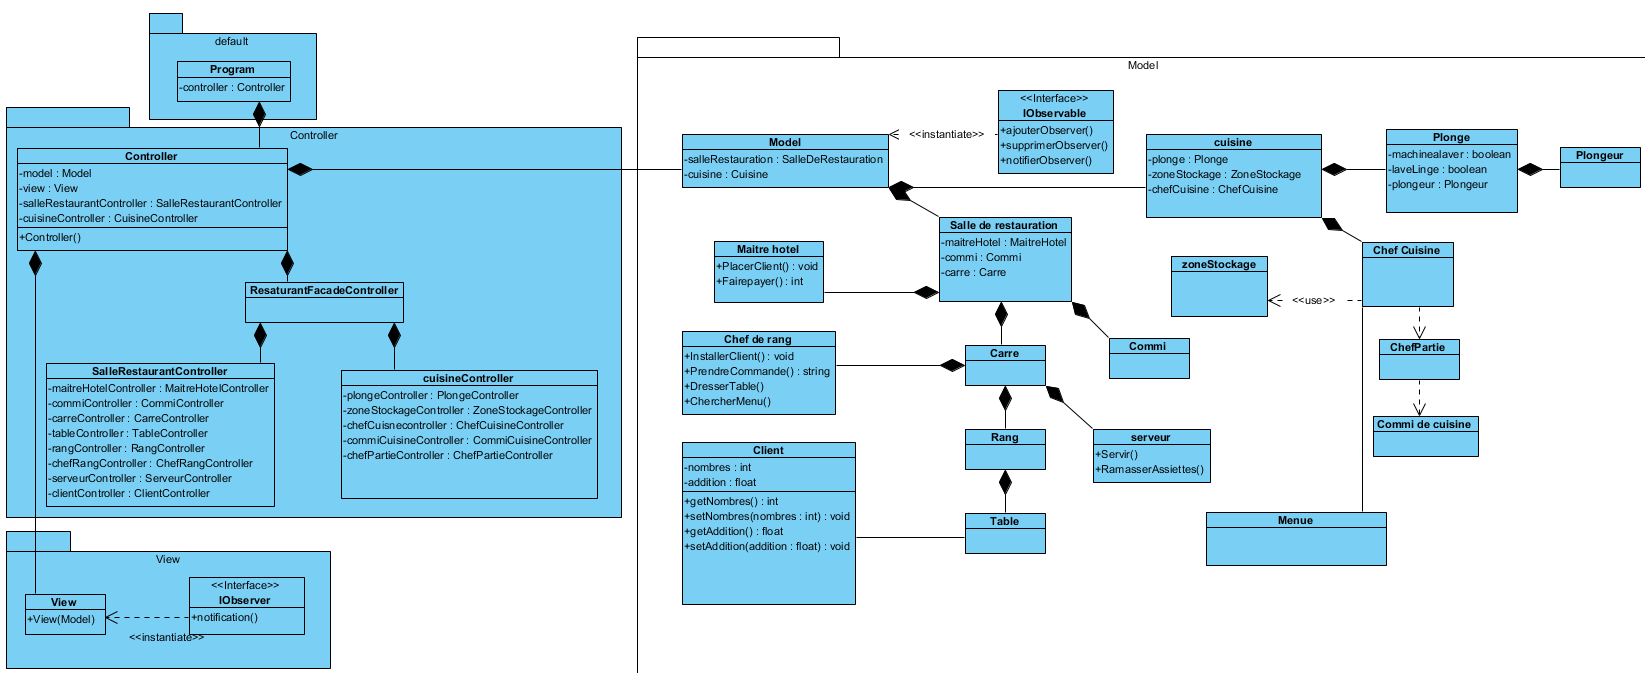 default
Program
-controller : Controller
Controller
Controller
-model : Model
-view : View
-salleRestaurantController : SalleRestaurantController
-cuisineController : CuisineController
+Controller()
ResaturantFacadeController
SalleRestaurantController
-maitreHotelController : MaitreHotelController
-commiController : CommiController
-carreController : CarreController
-tableController : TableController
-rangController : RangController
-chefRangController : ChefRangController
-serveurController : ServeurController
-clientController : ClientController
cuisineController
-plongeController : PlongeController
-zoneStockageController : ZoneStockageController
-chefCuisnecontroller : ChefCuisineController
-commiCuisineController : CommiCuisineController
-chefPartieController : ChefPartieController
View
<<Interface>>
IObserver
+notification()
View
+View(Model)
<<instantiate>>
Model
<<Interface>>
IObservable
+ajouterObserver()
+supprimerObserver()
+notifierObserver()
<<instantiate>>
Model
-salleRestauration : SalleDeRestauration
-cuisine : Cuisine
cuisine
-plonge : Plonge
-zoneStockage : ZoneStockage
-chefCuisine : ChefCuisine
Plonge
-machinealaver : boolean
-laveLinge : boolean
-plongeur : Plongeur
Plongeur
Salle de restauration
-maitreHotel : MaitreHotel
-commi : Commi
-carre : Carre
Maitre hotel
+PlacerClient() : void
+Fairepayer() : int
zoneStockage
<<use>>
Chef Cuisine
Chef de rang
+InstallerClient() : void
+PrendreCommande() : string
+DresserTable()
+ChercherMenu()
Carre
Commi
ChefPartie
Commi de cuisine
Rang
serveur
+Servir()
+RamasserAssiettes()
Client
-nombres : int
-addition : float
+getNombres() : int
+setNombres(nombres : int) : void
+getAddition() : float
+setAddition(addition : float) : void
Table
Menue